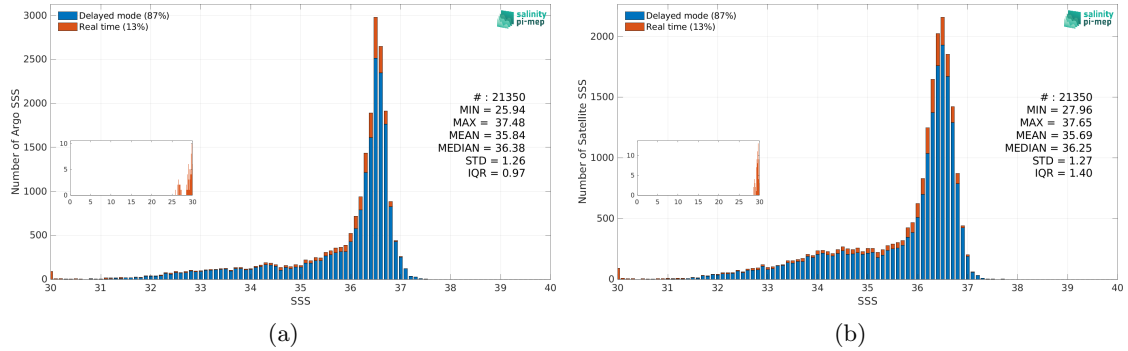 Delayed mode (87%)
Real time (13%)
salinity
pi-mep
Number of Argo SSS
3000
2500
2000
1500
1000
500
0
# : 21350
MIN = 25.94
MAX = 37.48
MEAN = 35.84
MEDIAN = 36.38
STD = 1.26
IQR = 0.97
10
5
0
0 5 10 15 20 25 30
30 31 32 33 34 35 36 37 38 39 40
SSS
(a)
Delayed mode (87%)
Real time (13%)
salinity
pi-mep
Number of Satellite SSS
2000
1500
1000
500
0
# : 21350
MIN = 27.96
MAX = 37.65
MEAN = 35.69
MEDIAN = 36.25
STD = 1.27
IQR = 1.40
10
5
0
0 5 10 15 20 25 30
30 31 32 33 34 35 36 37 38 39 40
SSS
(b)